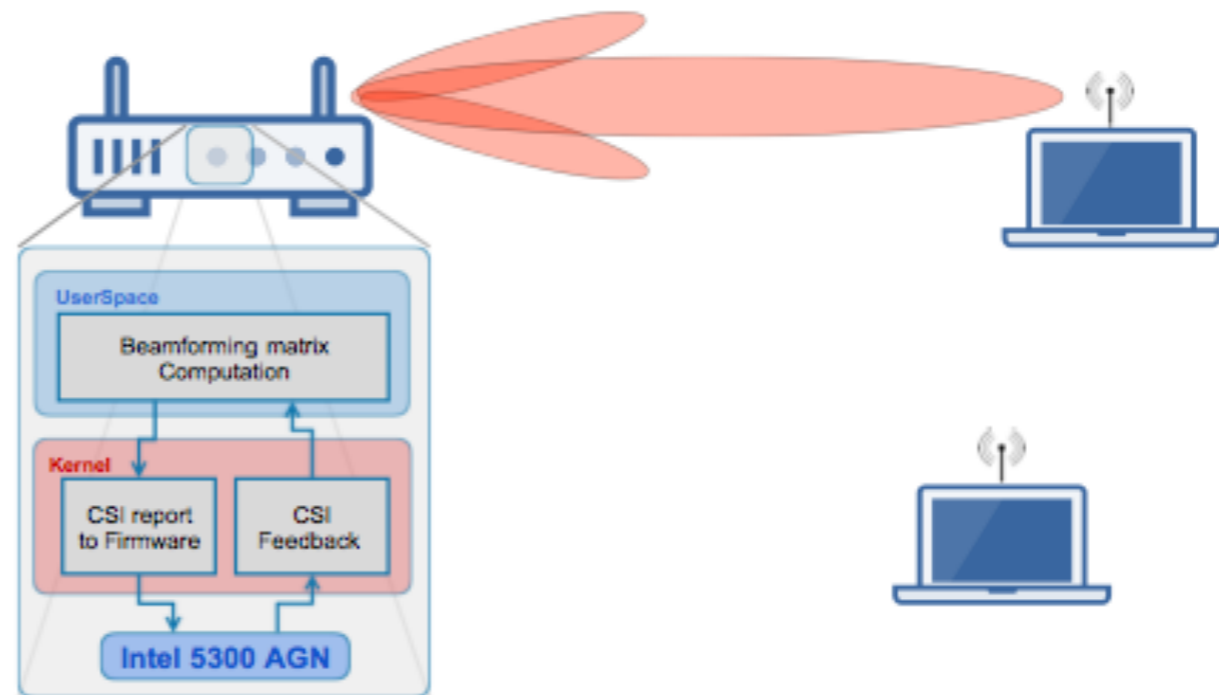 UserSpace
Beamforming matrix
Computation
Kernel
CSI report
to Firmware
CSI
Feedback
Intel 5300 AGN